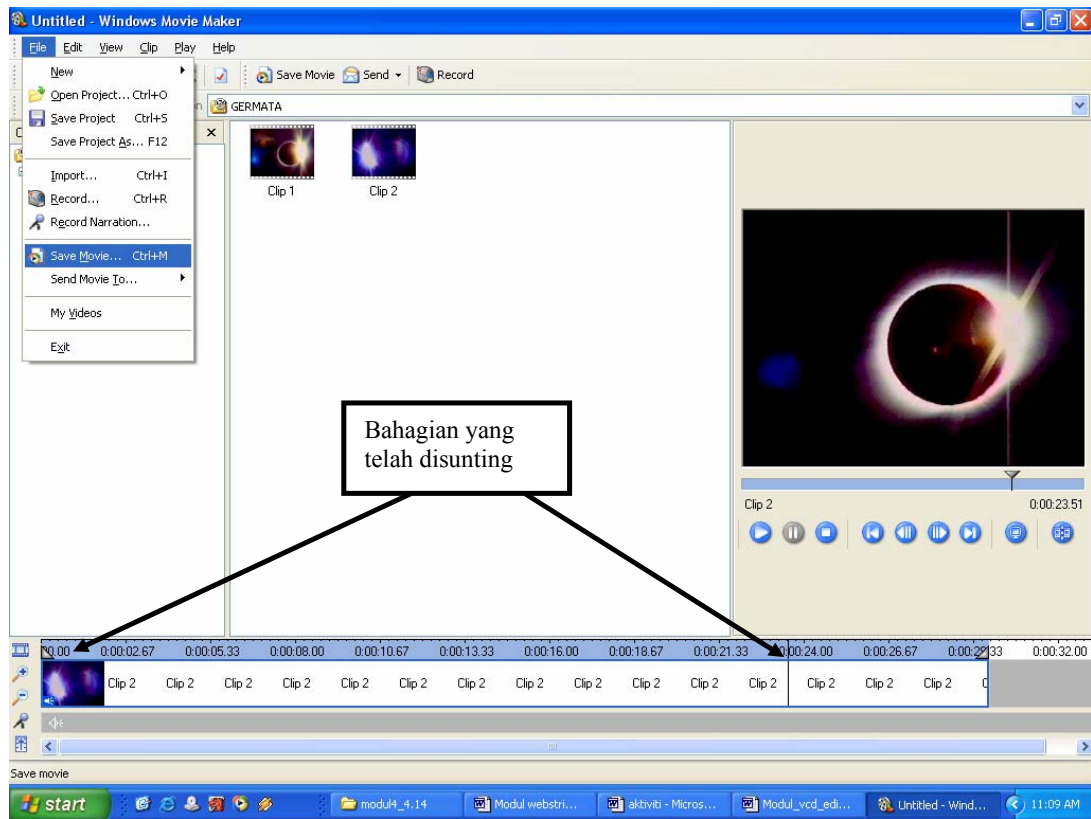 Untitled - Windows Movie Maker
File Edit View Clip Play Help
Save Movie Send Record
GERMATA
New
Open Project... Ctrl+O
Save Project Ctrl+S
Save Project As... F12
Import... Ctrl+I
Record... Ctrl+R
Record Narration...
Save Movie... Ctrl+M
Send Movie To...
My Videos
Exit
Clip 1 Clip 2
Bahagian yang
telah disunting
Clip 2 0:00:23.51
0:00:02.67 0:00:05.33 0:00:08.00 0:00:10.67 0:00:13.33 0:00:16.00 0:00:18.67 0:00:21.33 0:00:24.00 0:00:26.67 0:00:32.00
Clip 2 Clip 2 Clip 2 Clip 2 Clip 2 Clip 2 Clip 2 Clip 2 Clip 2 Clip 2 Clip 2 Clip 2 Clip 2 Clip 2 Clip 2
Save movie
start modul4_4.14 Modul webstri... aktiviti - Micros... Modul_vcd_edi... Untitled - Wind... 11:09 AM